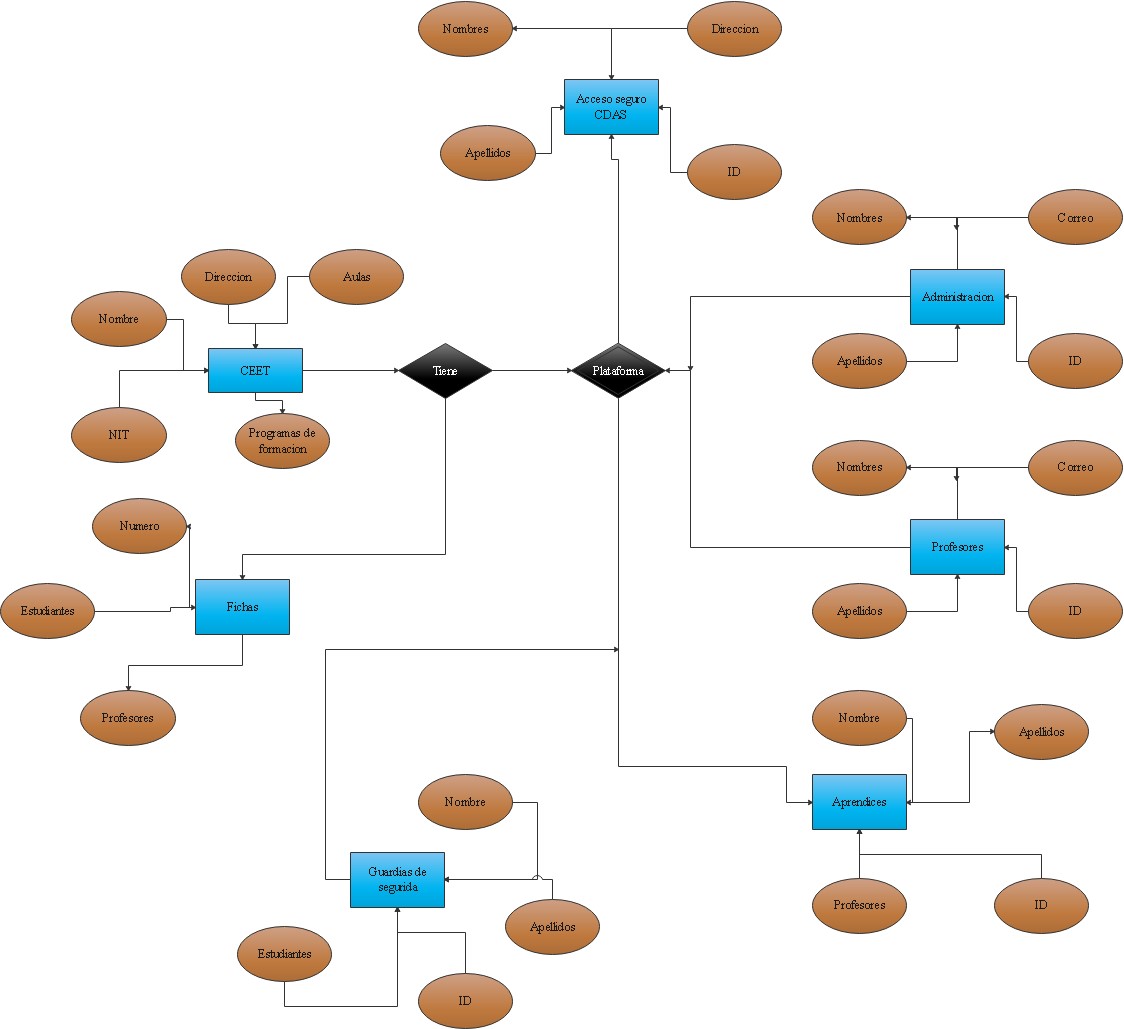 Nombres
Direccion
Acceso seguro
CDAS
Apellidos
ID
Nombres
Correo
Administracion
Apellidos
ID
Direccion
Aulas
Nombre
CEET
NIT
Programas de
formacion
Tiene
Plataforma
Nombres
Correo
Profesores
Apellidos
ID
Numero
Estudiantes
Fichas
Profesores
Nombre
Apellidos
Aprendices
Profesores
ID
Nombre
Guardias de
segurida
Apellidos
Estudiantes
ID